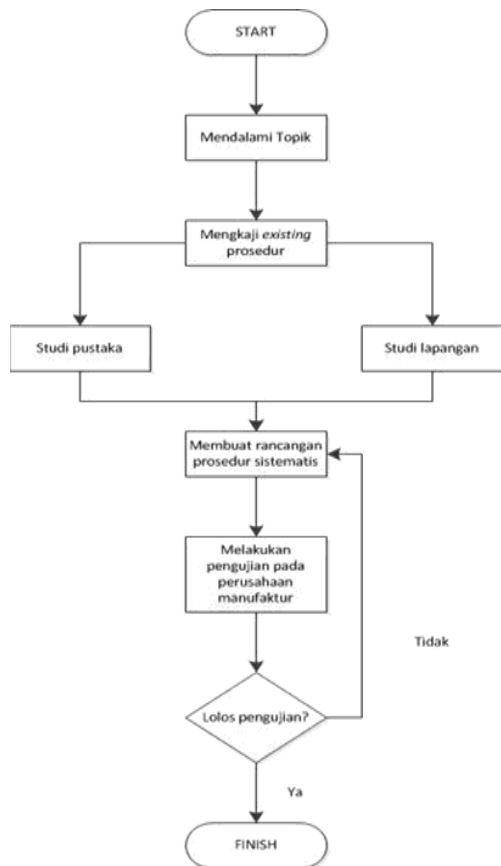 START
Mendalami Topik
Mengkaji existing
prosedur
Studi pustaka
Studi lapangan
Membuat rancangan
prosedur sistematis
Melakukan
pengujian pada
perusahaan
manufaktur
Tidak
Lolos pengujian?
Ya
FINISH